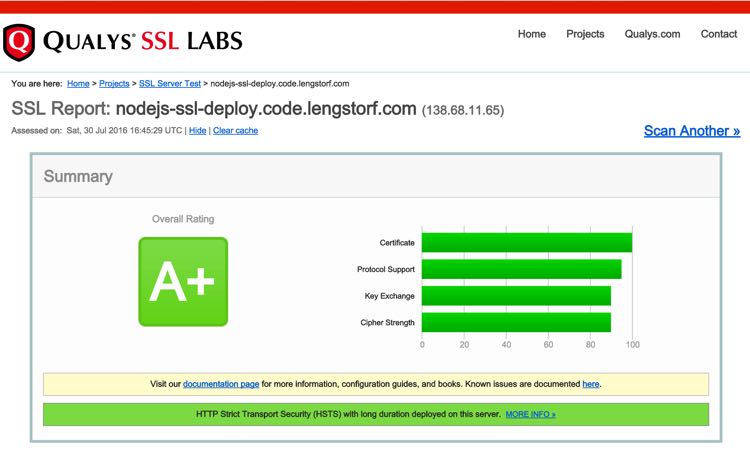 QUALYS® SSL LABS
Home Projects Qualys.com Contact
You are here: Home > Projects > SSL Server Test > nodejs-ssl-deploy.code.lengstorf.com
SSL Report: nodejs-ssl-deploy.code.lengstorf.com (138.68.11.65)
Assessed on: Sat, 30 Jul 2016 16:45:29 UTC | Hide | Clear cache
Scan Another »
Summary
Overall Rating
A+
Certificate
Protocol Support
Key Exchange
Cipher Strength
0 20 40 60 80 100
Visit our documentation page for more information, configuration guides, and books. Known issues are documented here.
HTTP Strict Transport Security (HSTS) with long duration deployed on this server. MORE INFO »